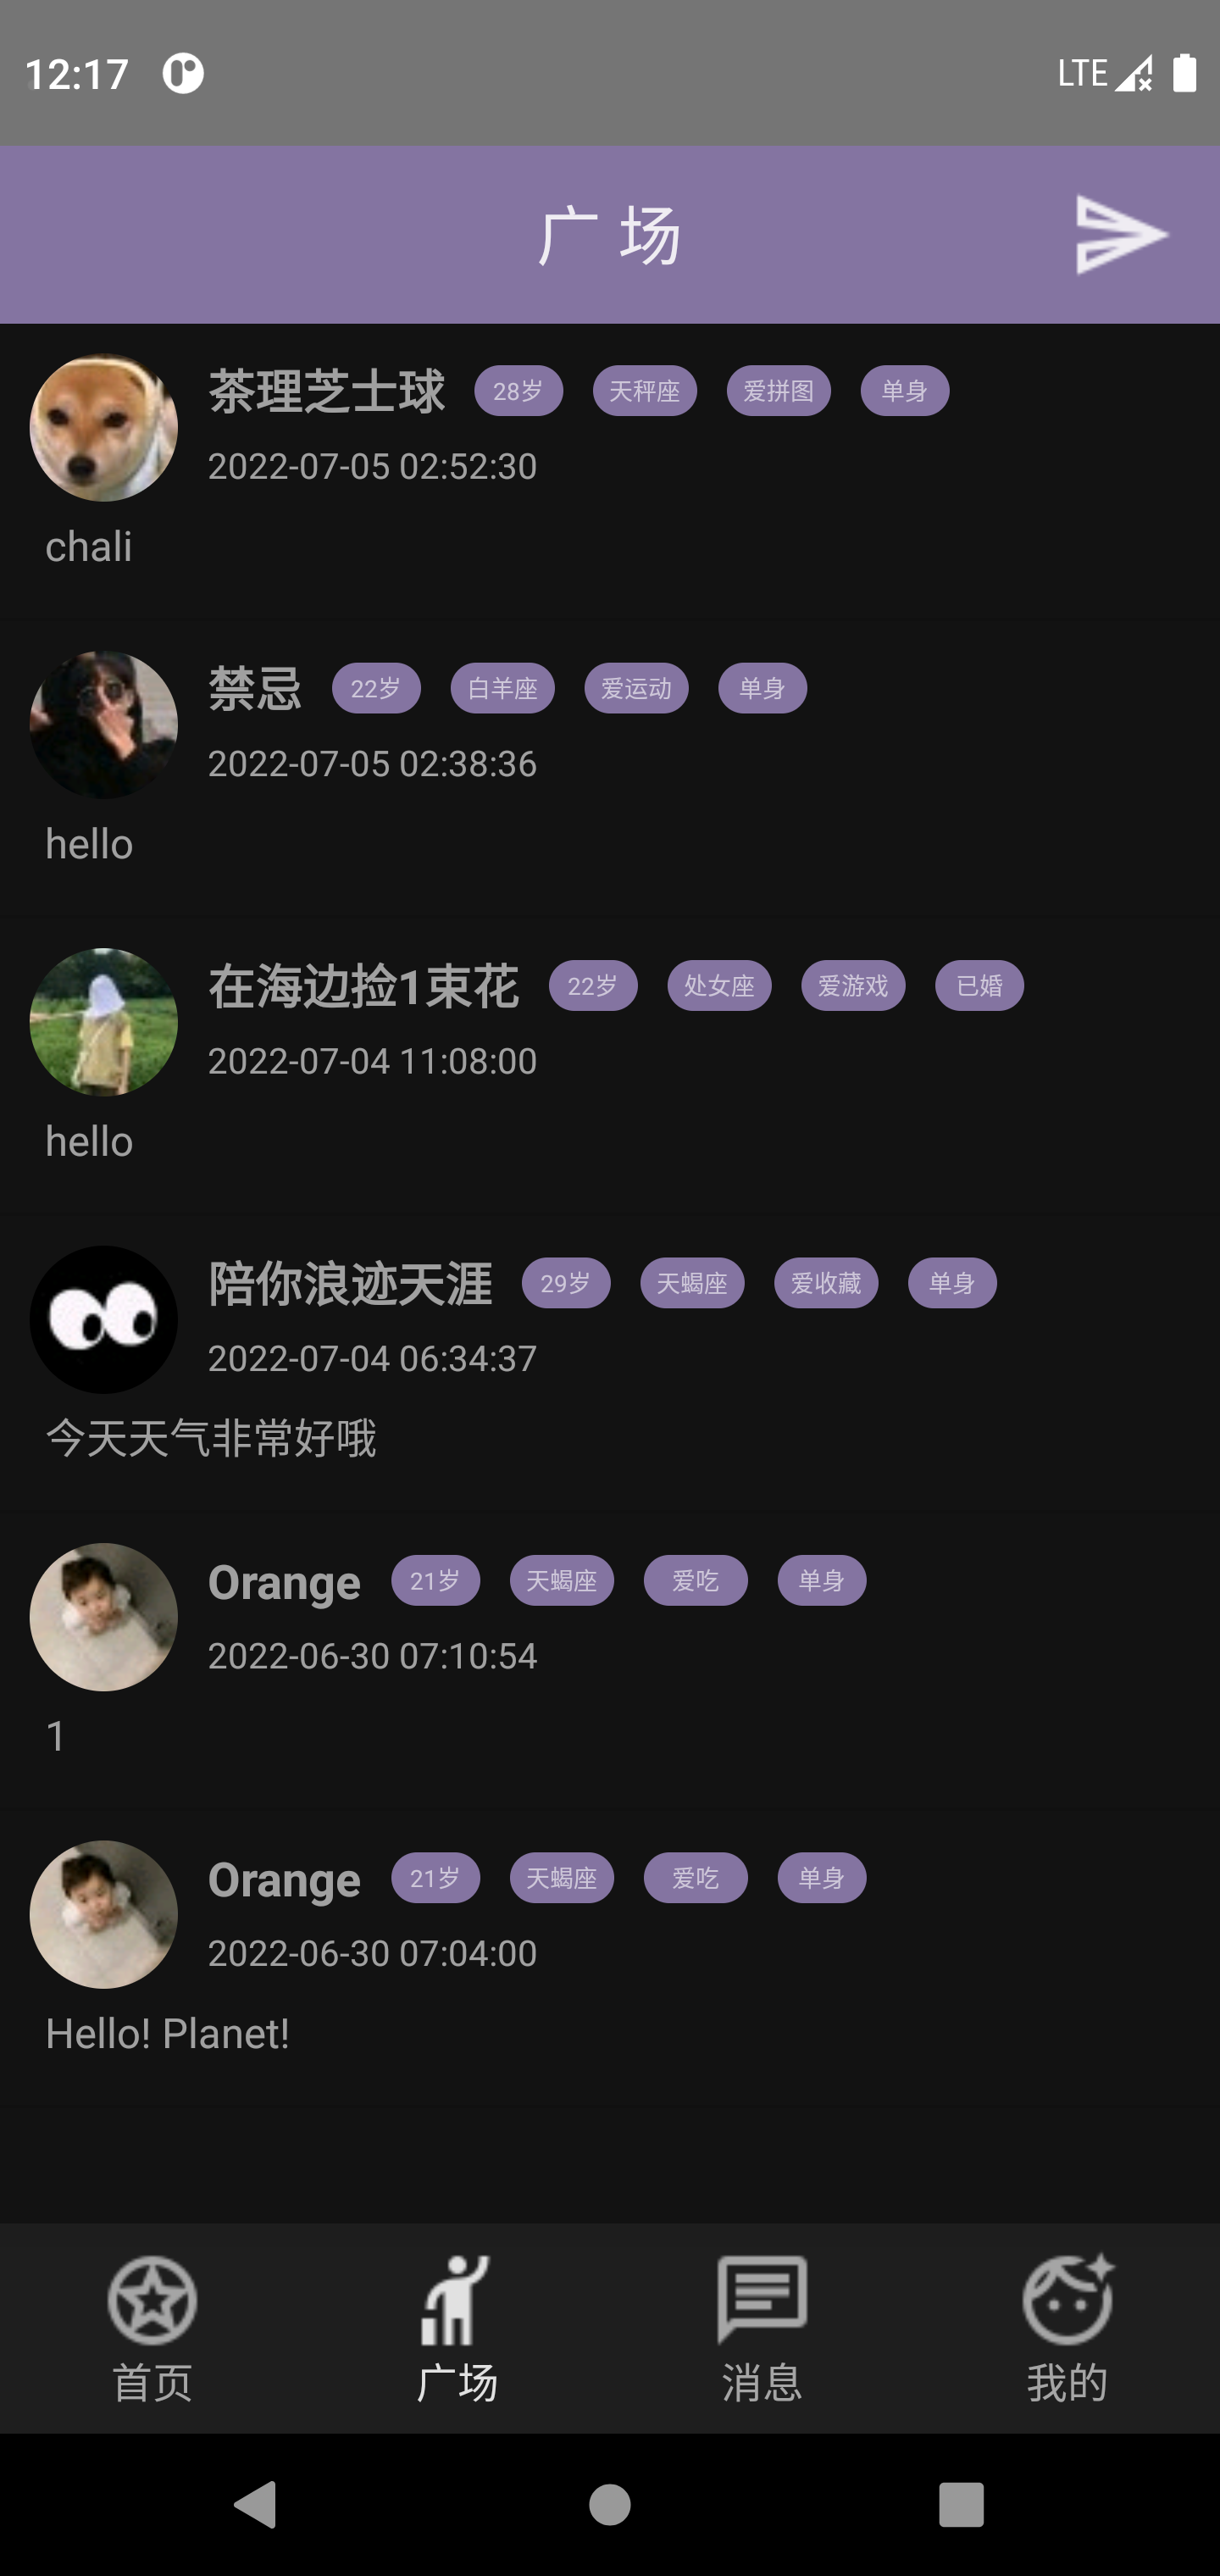 12:17 LTE
广场
茶理芝士球 28岁 天秤座 爱拼图 单身
2022-07-05 02:52:30
chali
禁忌 22岁 白羊座 爱运动 单身
2022-07-05 02:38:36
hello
在海边捡1束花 22岁 处女座 爱游戏 已婚
2022-07-04 11:08:00
hello
陪你浪迹天涯 29岁 天蝎座 爱收藏 单身
2022-07-04 06:34:37
今天天气非常好哦
Orange 21岁 天蝎座 爱吃 单身
2022-06-30 07:10:54
1
Orange 21岁 天蝎座 爱吃 单身
2022-06-30 07:04:00
Hello! Planet!
首页 广场 消息 我的